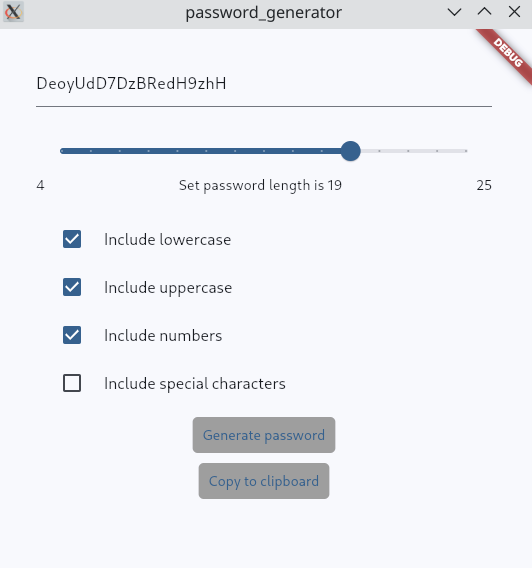 password_generator
DEBUG
DeoyUdD7DzBRedH9zhH
4 Set password length is 19 25
Include lowercase
Include uppercase
Include numbers
Include special characters
Generate password
Copy to clipboard